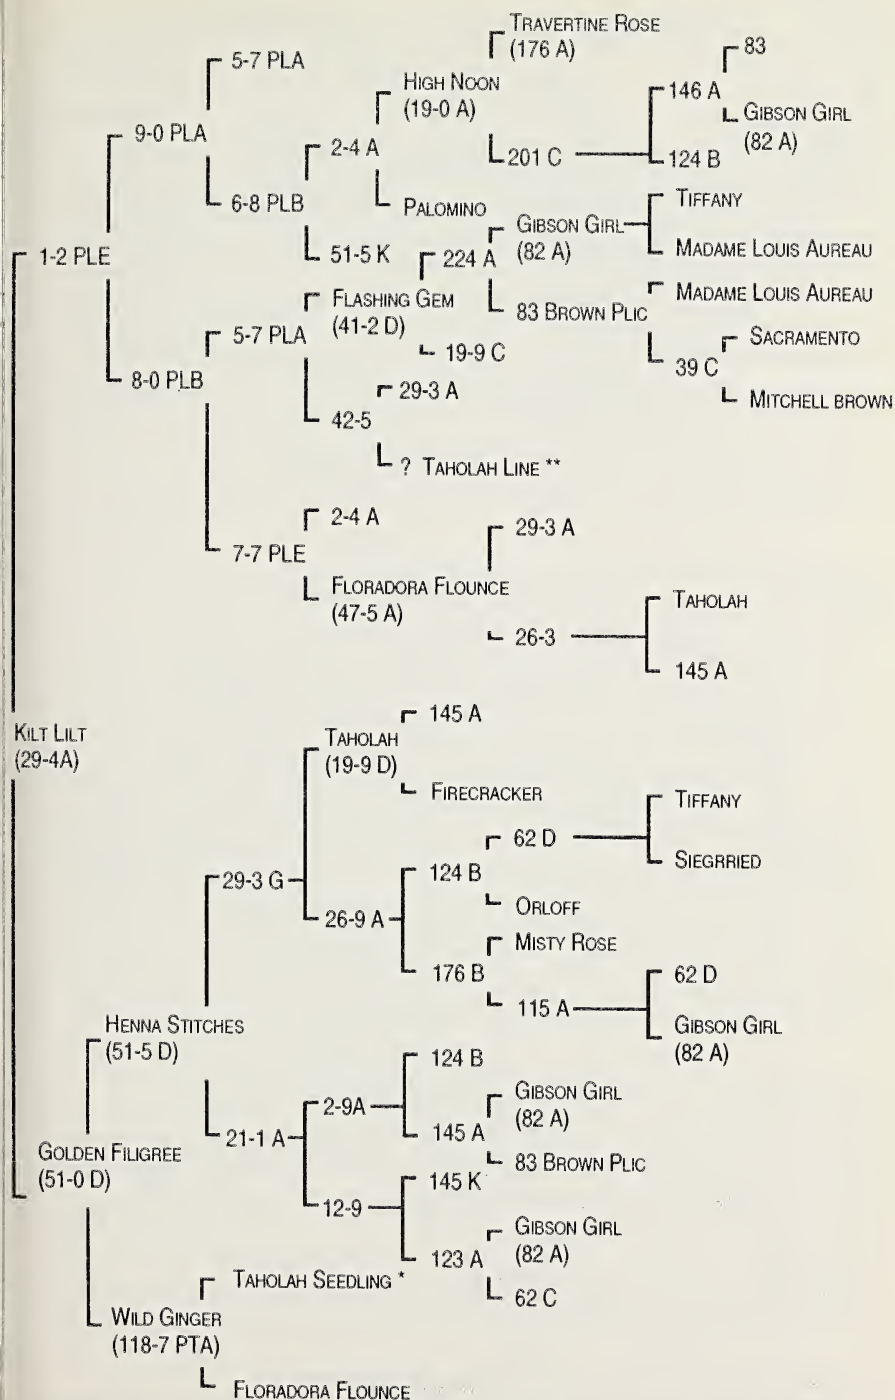 TRAVERTINE ROSE
(176 A)
83
5-7 PLA
HIGH NOON
(19-0 A)
146 A
GIBSON GIRL
(82 A)
9-0 PLA
2-4 A
201 C
124 B
6-8 PLB
PALOMINO
TIFFANY
GIBSON GIRL
(82 A)
1-2 PLE
51-5 K
224 A
MADAME LOUIS AUREAU
FLASHING GEM
(41-2 D)
MADAME LOUIS AUREAU
83 BROWN PLIC
5-7 PLA
SACRAMENTO
19-9 C
39 C
8-0 PLB
29-3 A
MITCHELL BROWN
42-5
? TAHOLAH LINE **
2-4 A
29-3 A
7-7 PLE
FLORADORA FLOUNCE
(47-5 A)
TAHOLAH
26-3
145 A
145 A
KILT LILT
(29-4A)
TAHOLAH
(19-9 D)
FIRECRACKER
TIFFANY
62 D
SIEGRRIED
124 B
29-3 G
ORLOFF
26-9 A
MISTY ROSE
176 B
62 D
115 A
HENNA STITCHES
(51-5 D)
GIBSON GIRL
(82 A)
124 B
GIBSON GIRL
(82 A)
2-9A
145 A
21-1 A
GOLDEN FILIGREE
(51-0 D)
83 BROWN PLIC
145 K
12-9
GIBSON GIRL
(82 A)
123 A
TAHOLAH SEEDLING *
62 C
WILD GINGER
(118-7 PTA)
FLORADORA FLOUNCE